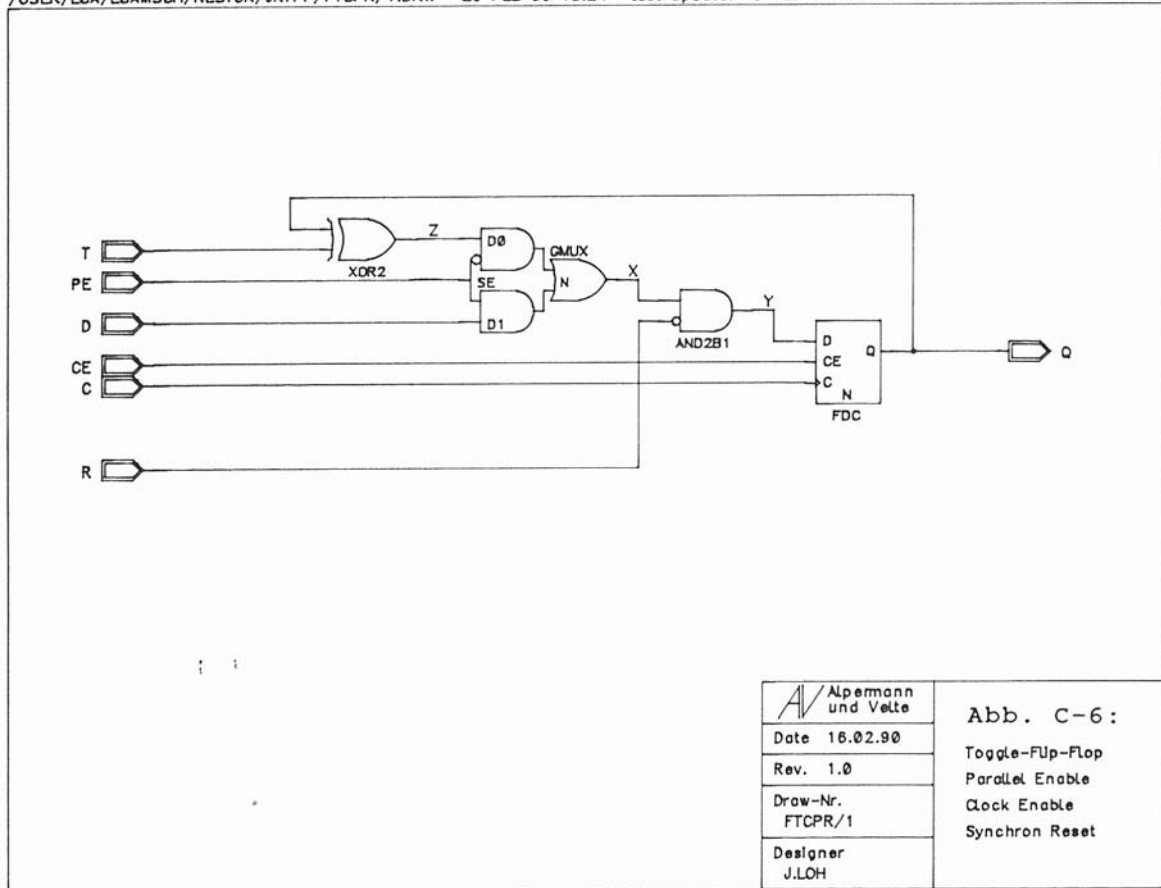 T
XOR2
Z
D0
GMUX
PE
SE
N
X
D
D1
Y
AND2B1
CE
C
D
CE
C
Q
N
FDC
Q
R
AV Alpermann
und Velte
Date 16.02.90
Rev. 1.0
Draw-Nr.
FTCPR/1
Designer
J.LOH
Abb. C-6:
Toggle-Flip-Flop
Parallel Enable
Clock Enable
Synchron Reset